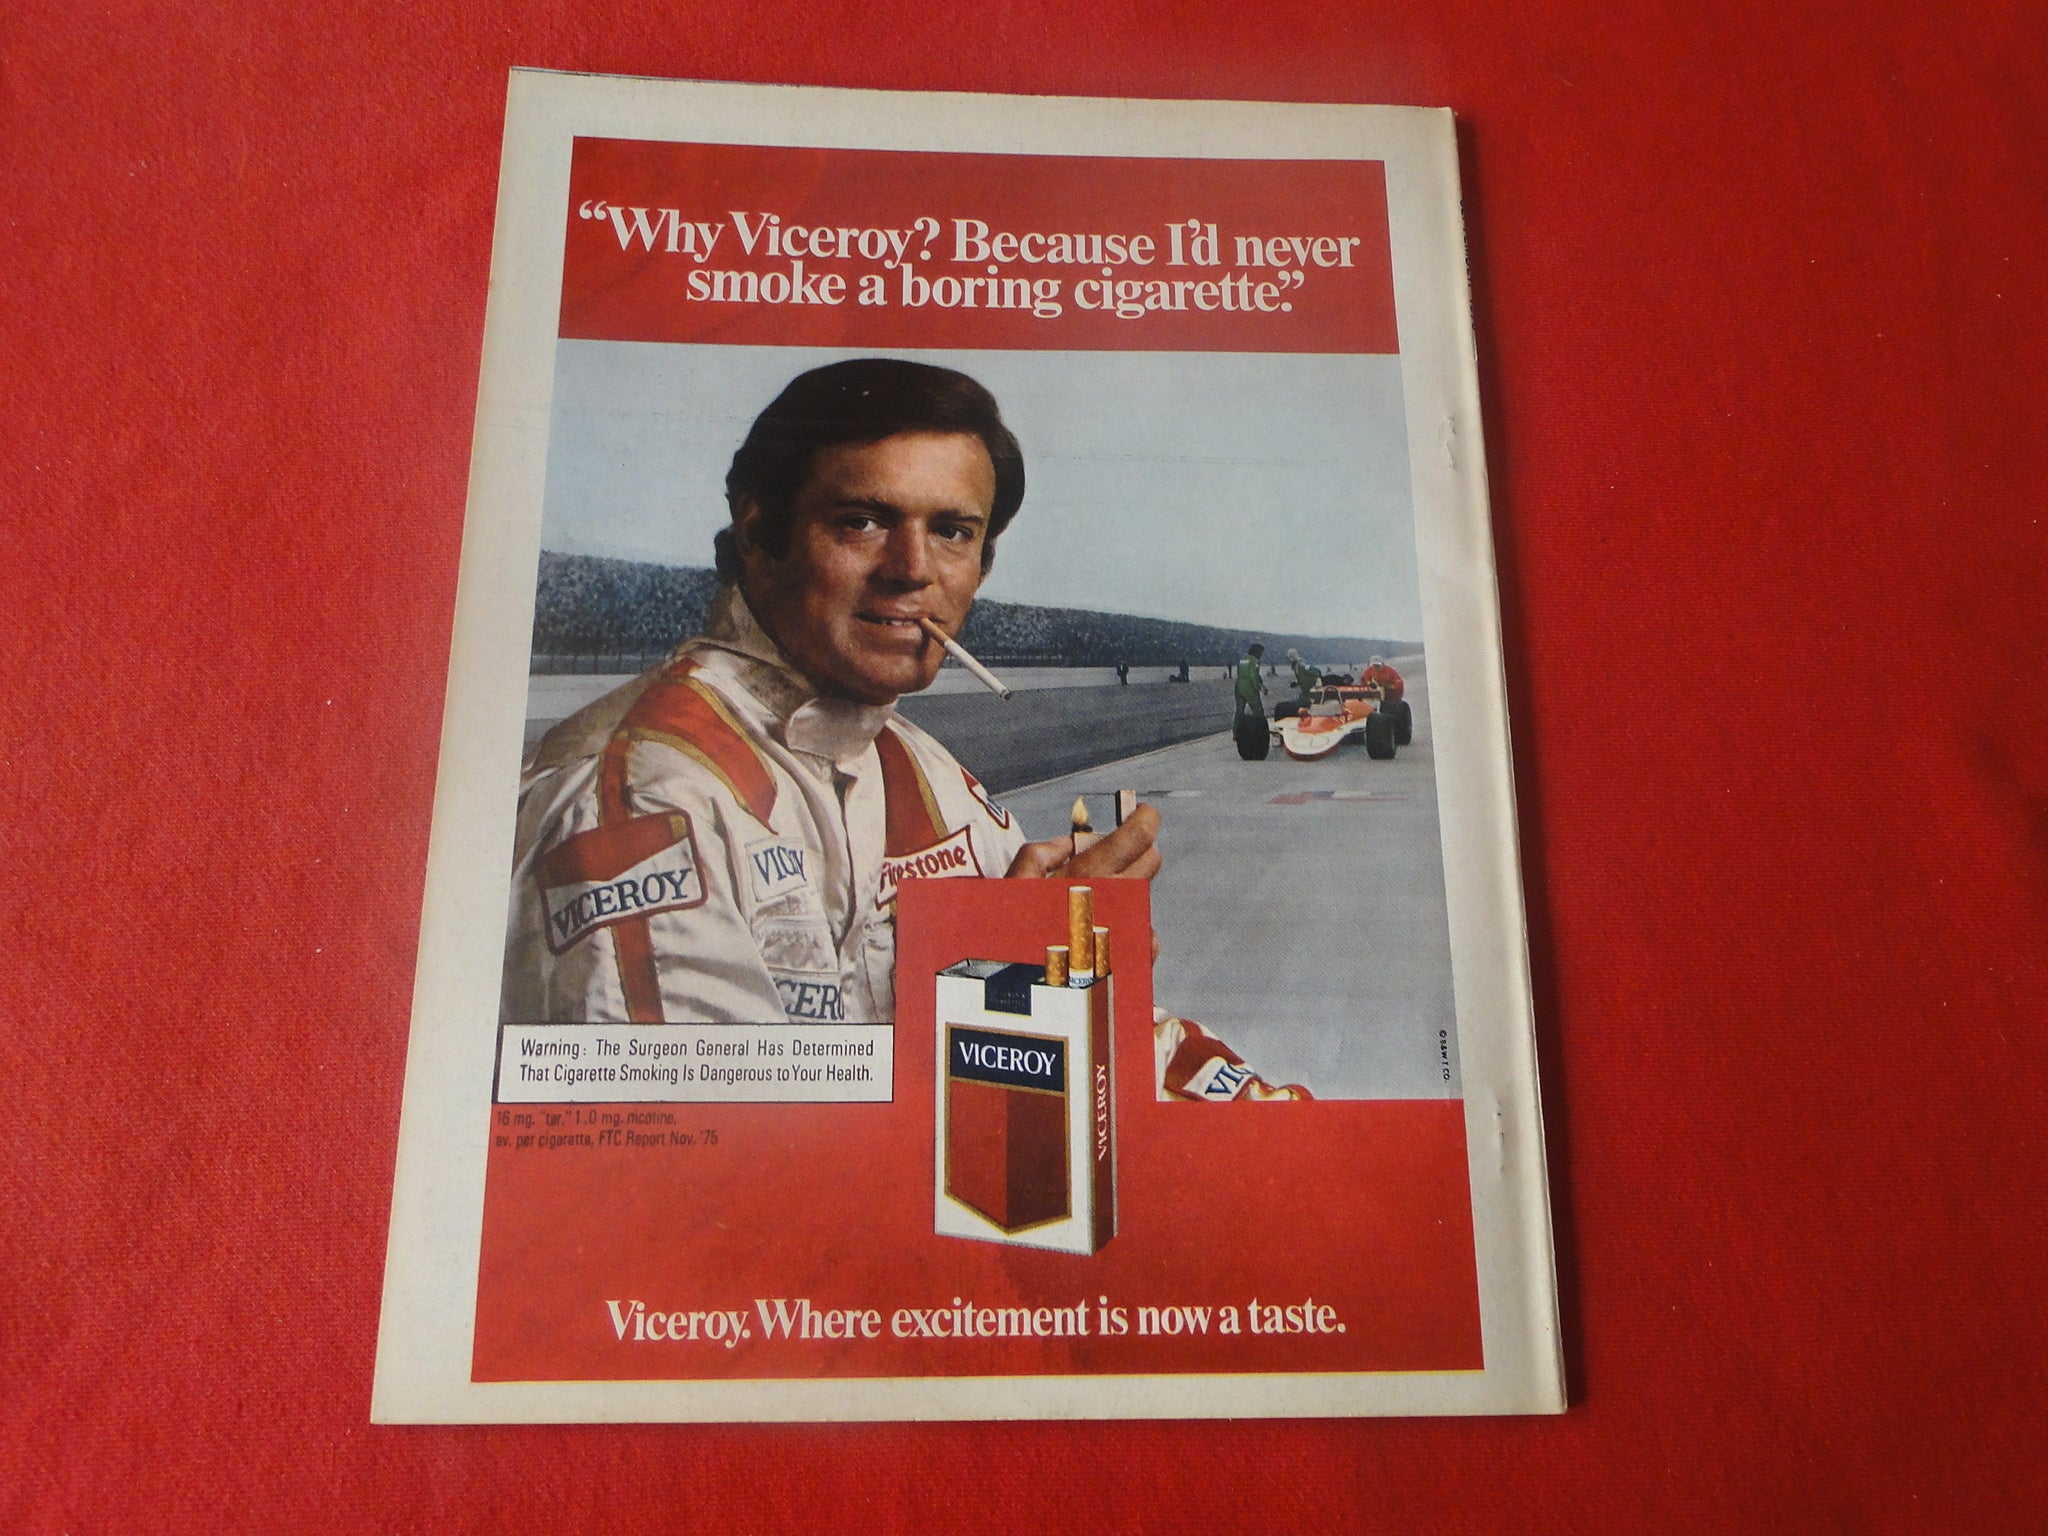 “Why Viceroy? Because I’d never
smoke a boring cigarette.”
VICEROY
Firestone
Warning: The Surgeon General Has Determined
That Cigarette Smoking Is Dangerous to Your Health.
16 mg. "tar," 1.0 mg. nicotine,
av. per cigarette, FTC Report Nov. '75
VICEROY
VICEROY
© B&W T CO.
Viceroy. Where excitement is now a taste.